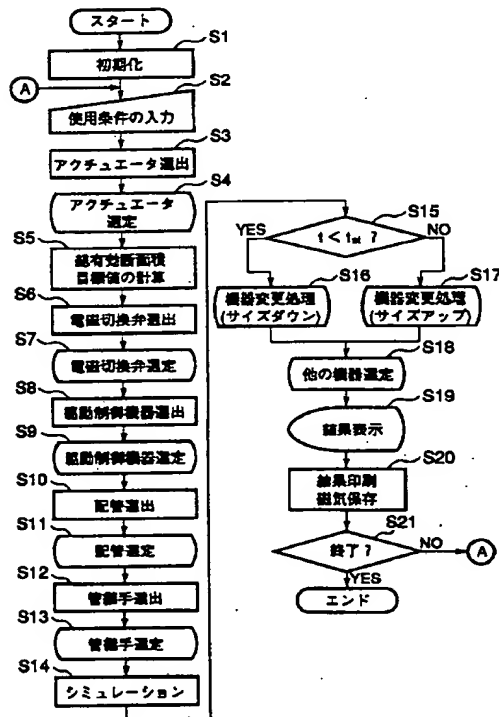 スタート
S1
初期化
A
S2
使用条件の入力
S3
アクチュエータ選出
S4
アクチュエータ
選定
S5
総有効断面積
目標値の計算
S6
電磁切換弁選出
S7
電磁切換弁選定
S8
駆動制御機器選出
S9
駆動制御機器選定
S10
配管選出
S11
配管選定
S12
管継手選出
S13
管継手選定
S14
シミュレーション
S15
YES
t < tst ?
NO
S16
機器変更処理
(サイズダウン)
S17
機器変更処理
(サイズアップ)
S18
他の機器選定
S19
結果表示
S20
結果印刷
磁気保存
S21
終了?
NO
A
YES
エンド